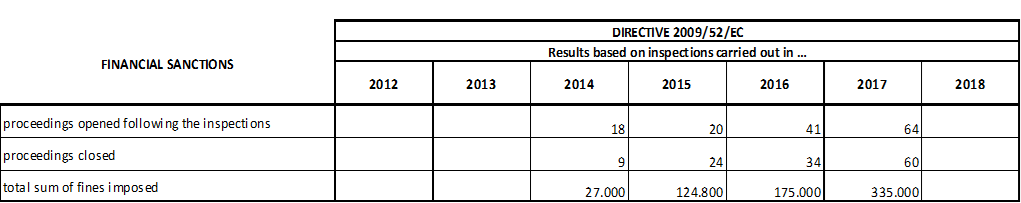 DIRECTIVE 2009/52/EC
Results based on inspections carried out in ...
FINANCIAL SANCTIONS
2012 2013 2014 2015 2016 2017 2018
proceedings opened following the inspections 18 20 41 64
proceedings closed 9 24 34 60
total sum of fines imposed 27.000 124.800 175.000 335.000